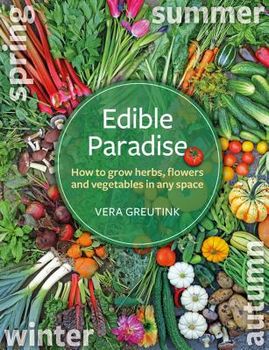 spring
summer
Edible
Paradise
How to grow herbs, flowers
and vegetables in any space
VERA GREUTINK
winter
autumn